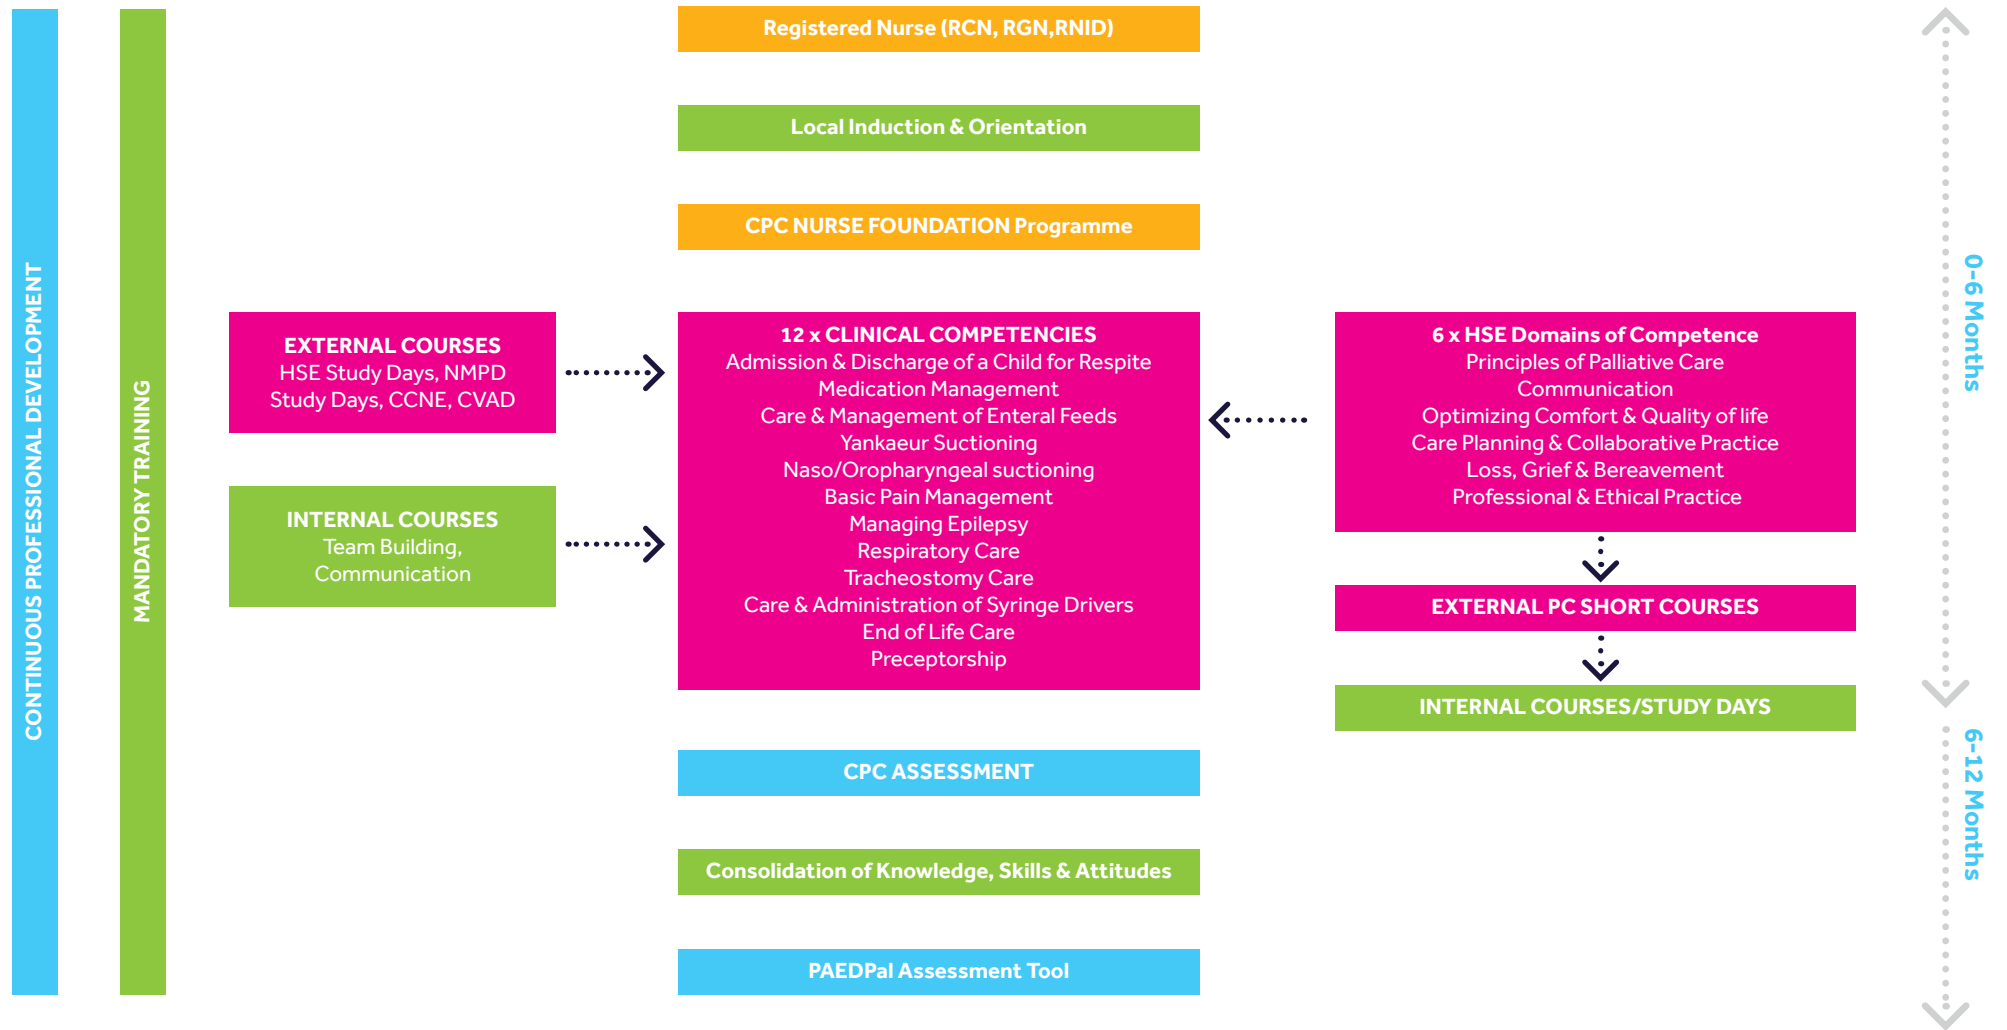 CONTINUOUS PROFESSIONAL DEVELOPMENT
MANDATORY TRAINING
Registered Nurse (RCN, RGN,RNID)
Local Induction & Orientation
CPC NURSE FOUNDATION Programme
EXTERNAL COURSES
HSE Study Days, NMPD
Study Days, CCNE, CVAD
INTERNAL COURSES
Team Building,
Communication
12 x CLINICAL COMPETENCIES
Admission & Discharge of a Child for Respite
Medication Management
Care & Management of Enteral Feeds
Yankaeur Suctioning
Naso/Oropharyngeal suctioning
Basic Pain Management
Managing Epilepsy
Respiratory Care
Tracheostomy Care
Care & Administration of Syringe Drivers
End of Life Care
Preceptorship
6 x HSE Domains of Competence
Principles of Palliative Care
Communication
Optimizing Comfort & Quality of life
Care Planning & Collaborative Practice
Loss, Grief & Bereavement
Professional & Ethical Practice
EXTERNAL PC SHORT COURSES
INTERNAL COURSES/STUDY DAYS
CPC ASSESSMENT
Consolidation of Knowledge, Skills & Attitudes
PAEDPal Assessment Tool
0-6 Months
6-12 Months